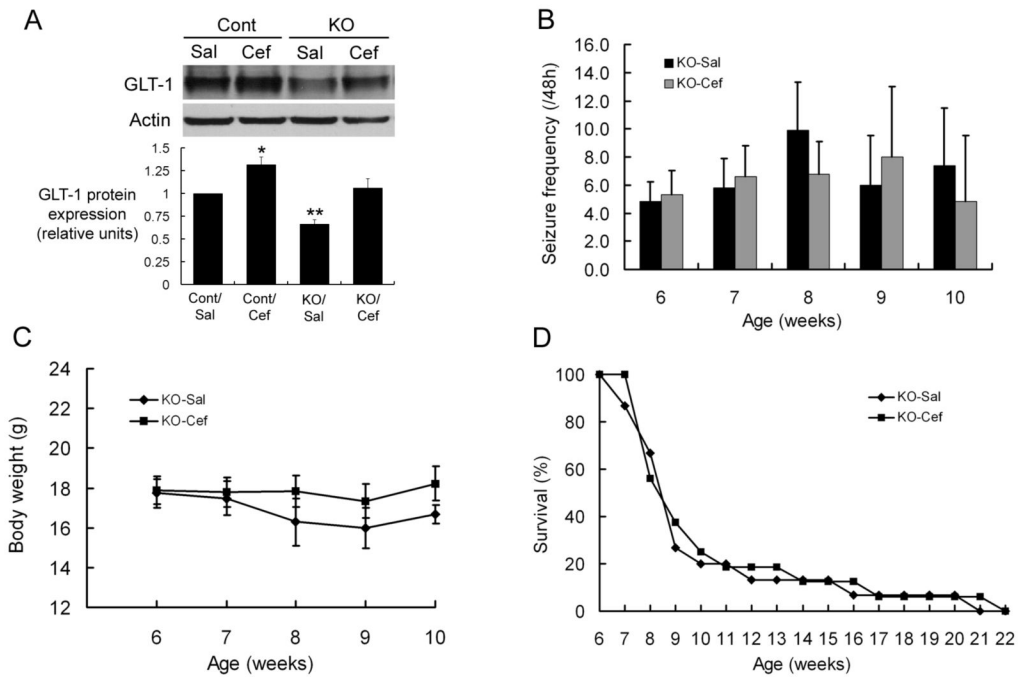 A
Cont KO
Sal Cef Sal Cef
GLT-1
Actin
GLT-1 protein
expression
(relative units)
1.5
1.25
1
0.75
0.5
0.25
0
*
**
Cont/
Sal
Cont/
Cef
KO/
Sal
KO/
Cef
B
Seizure frequency (/48h)
16.0
14.0
12.0
10.0
8.0
6.0
4.0
2.0
0.0
KO-Sal
KO-Cef
6 7 8 9 10
Age (weeks)
C
Body weight (g)
24
22
20
18
16
14
12
KO-Sal
KO-Cef
6 7 8 9 10
Age (weeks)
D
Survival (%)
100
80
60
40
20
0
KO-Sal
KO-Cef
6 7 8 9 10 11 12 13 14 15 16 17 18 19 20 21 22
Age (weeks)